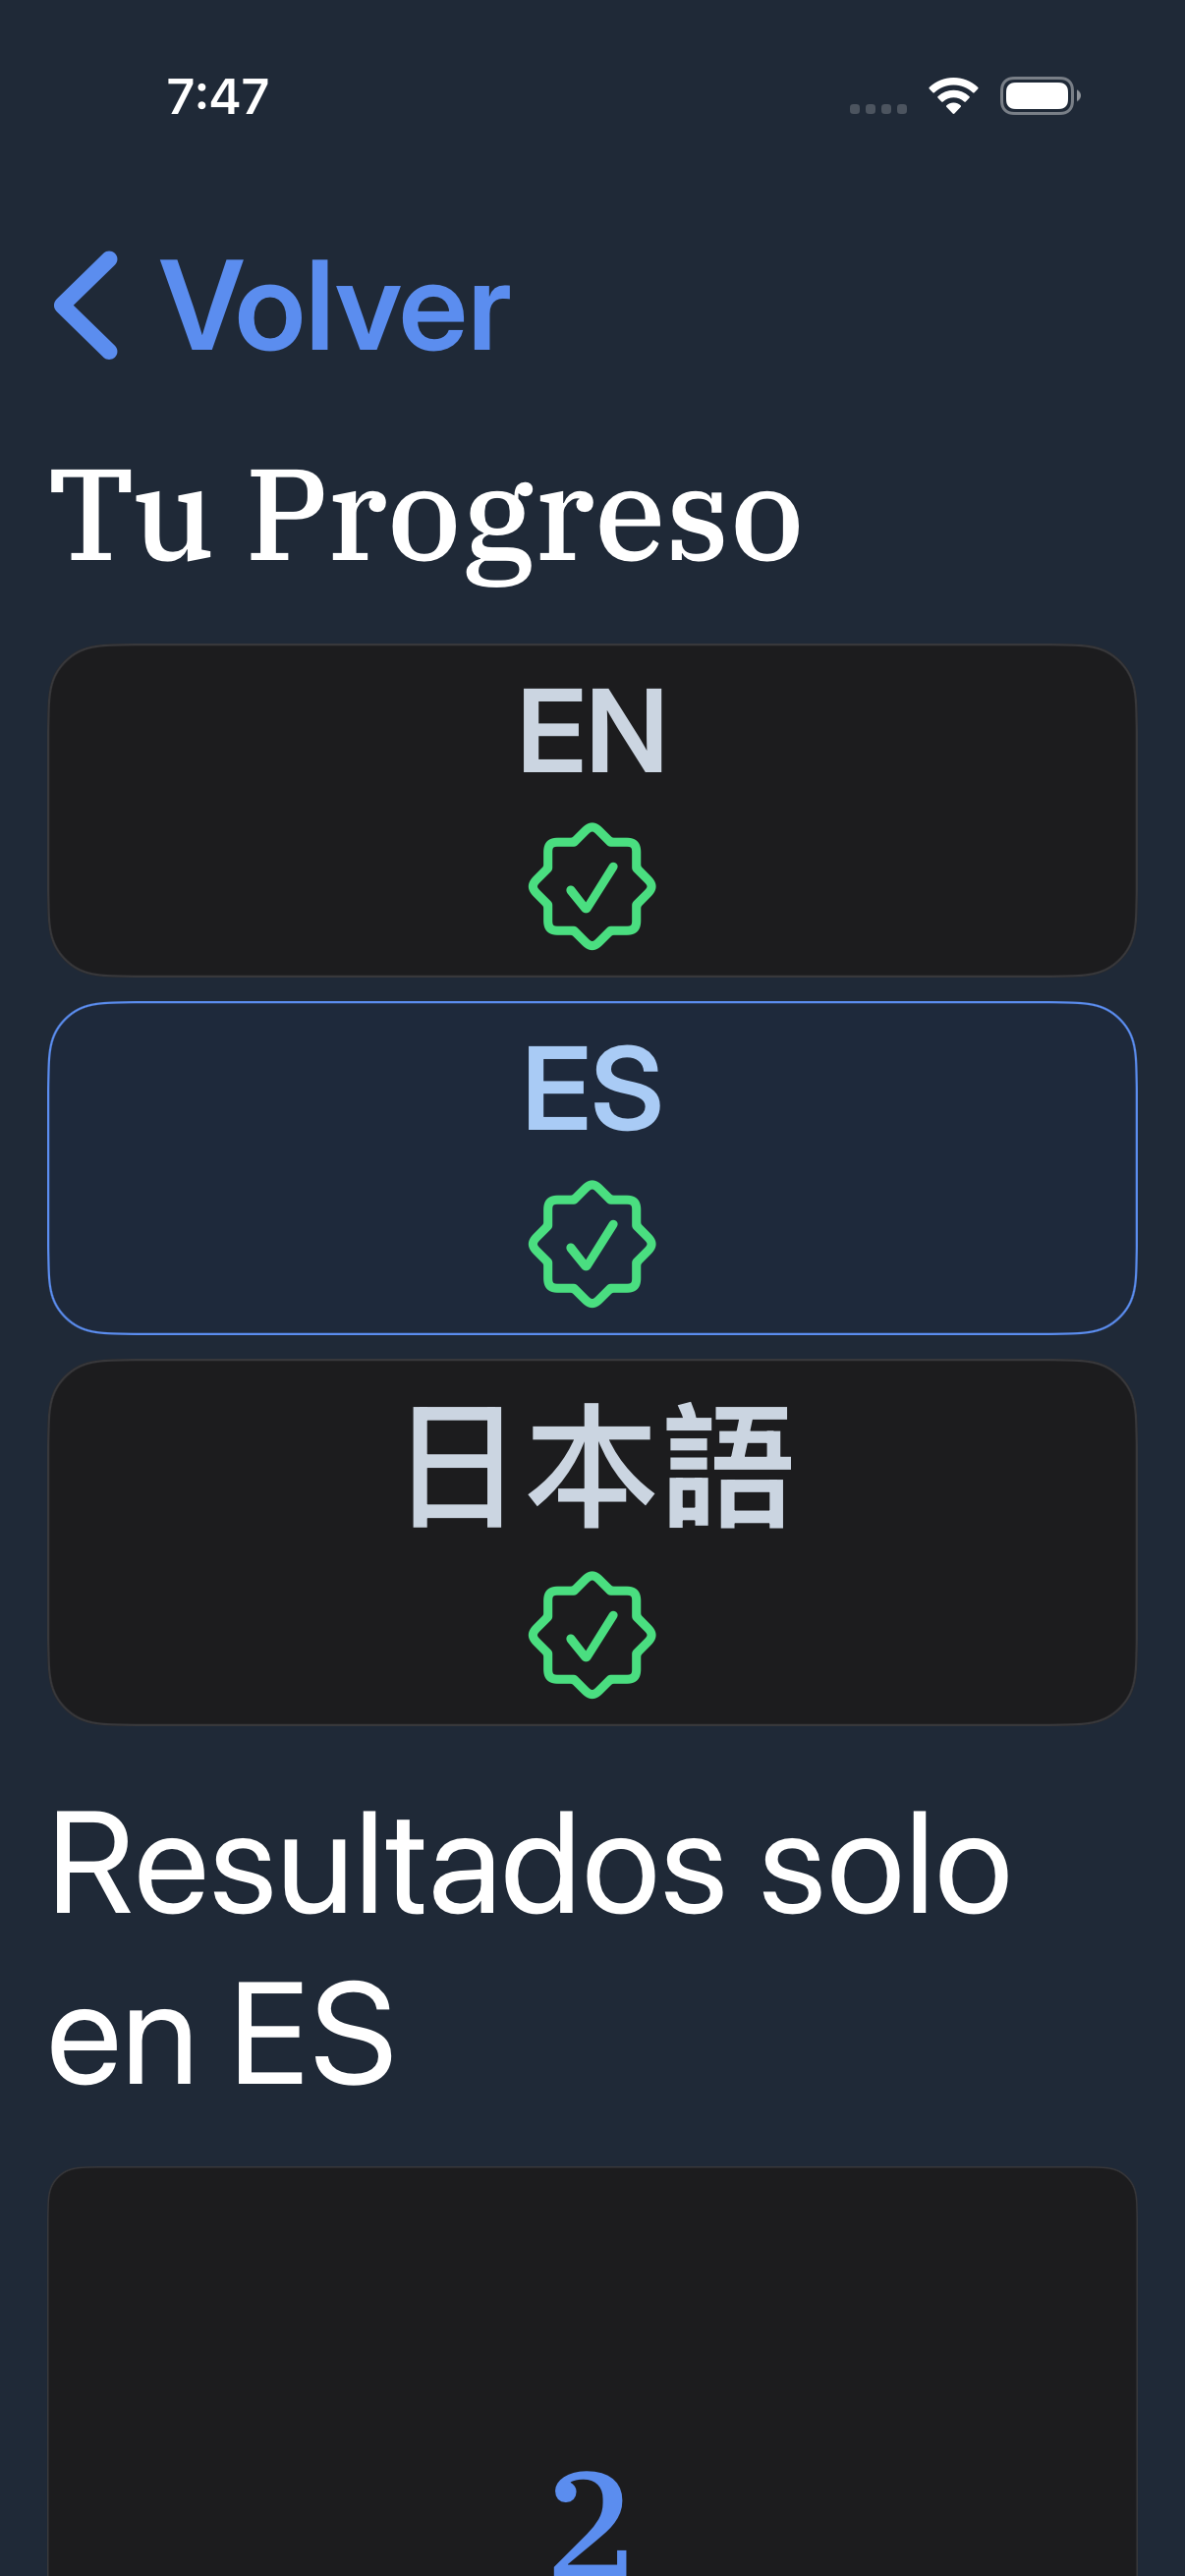 7:47
Volver
Tu Progreso
EN
ES
日本語
Resultados solo
en ES
2